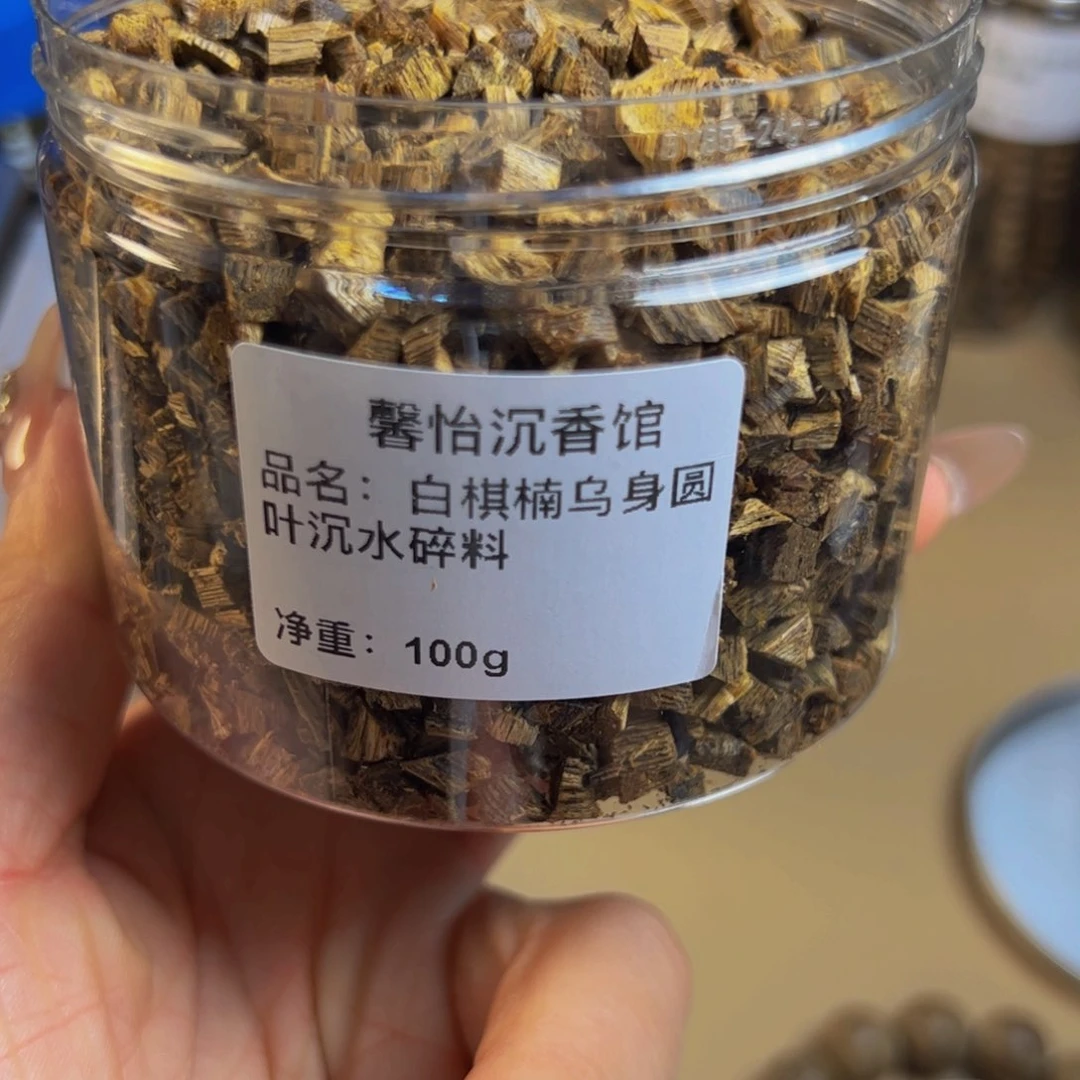 馨怡沉香馆
品名：白棋楠乌身圆
叶沉水碎料
净重：100g